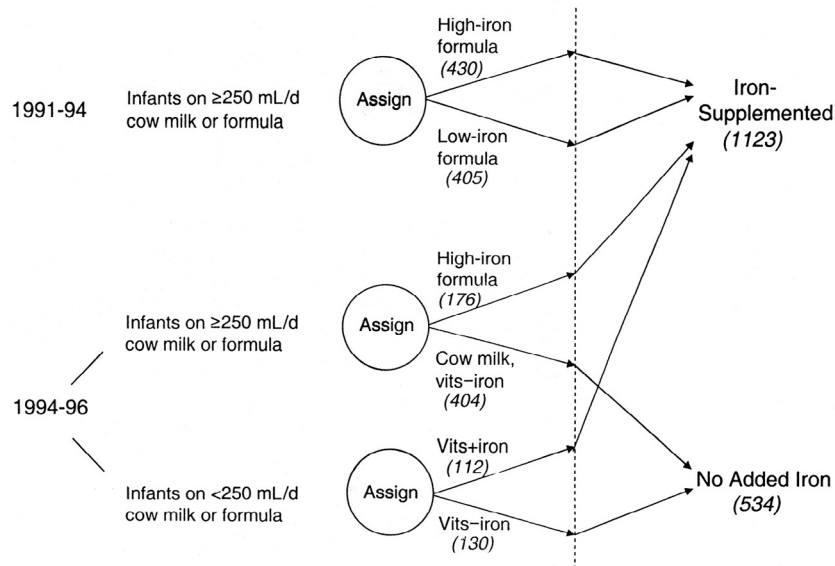 1991-94
Infants on ≥250 mL/d
cow milk or formula
Assign
High-iron
formula
(430)
Low-iron
formula
(405)
Iron-
Supplemented
(1123)
1994-96
Infants on ≥250 mL/d
cow milk or formula
Assign
High-iron
formula
(176)
Cow milk,
vits−iron
(404)
Infants on <250 mL/d
cow milk or formula
Assign
Vits+iron
(112)
Vits−iron
(130)
No Added Iron
(534)